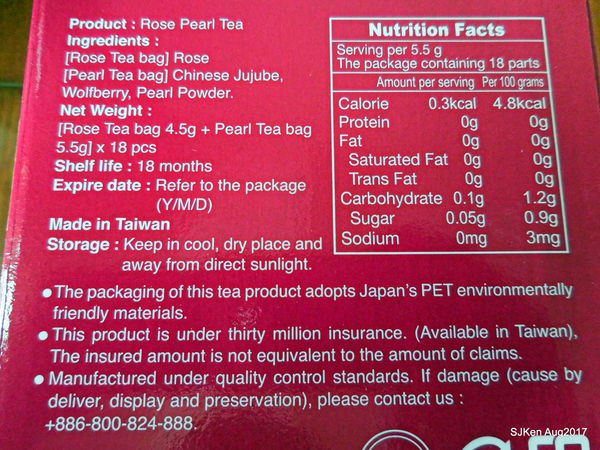 Product : Rose Pearl Tea
Ingredients :
[Rose Tea bag] Rose
[Pearl Tea bag] Chinese Jujube,
Wolfberry, Pearl Powder.
Net Weight :
[Rose Tea bag 4.5g + Pearl Tea bag
5.5g] x 18 pcs
Shelf life : 18 months
Expire date : Refer to the package
(Y/M/D)
Made in Taiwan
Storage : Keep in cool, dry place and
away from direct sunlight.
Nutrition Facts
Serving per 5.5 g
The package containing 18 parts
Amount per serving Per 100 grams
Calorie 0.3kcal 4.8kcal
Protein 0g 0g
Fat 0g 0g
Saturated Fat 0g 0g
Trans Fat 0g 0g
Carbohydrate 0.1g 1.2g
Sugar 0.05g 0.9g
Sodium 0mg 3mg
●The packaging of this tea product adopts Japan's PET environmentally
friendly materials.
●This product is under thirty million insurance. (Available in Taiwan),
The insured amount is not equivalent to the amount of claims.
●Manufactured under quality control standards. If damage (cause by
deliver, display and preservation), please contact us :
+886-800-824-888.
SJKen Aug2017